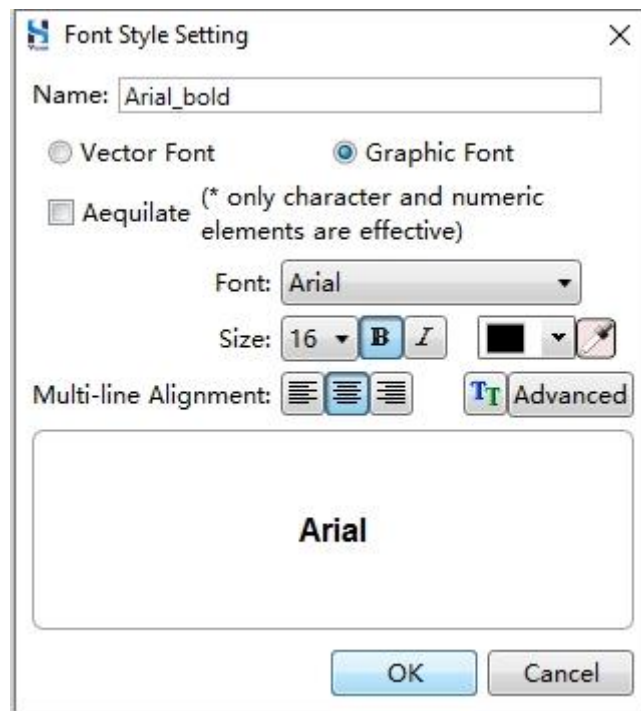 Font Style Setting
Name: Arial_bold
Vector Font Graphic Font
Aequilate (* only character and numeric
elements are effective)
Font: Arial
Size: 16 B I
Multi-line Alignment: TT Advanced
Arial
OK Cancel